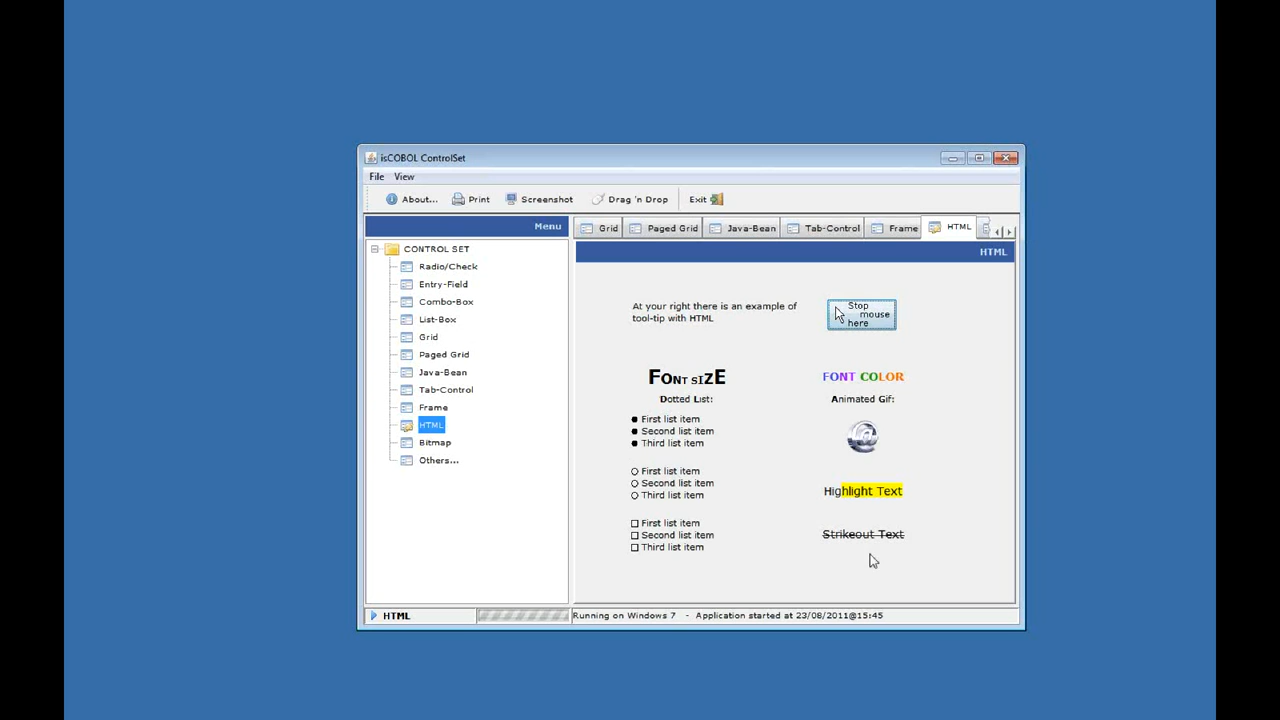 isCOBOL ControlSet
File View
About... Print Screenshot Drag 'n Drop Exit
Menu
CONTROL SET
Radio/Check
Entry-Field
Combo-Box
List-Box
Grid
Paged Grid
Java-Bean
Tab-Control
Frame
HTML
Bitmap
Others...
Grid Paged Grid Java-Bean Tab-Control Frame HTML
HTML
At your right there is an example of
tool-tip with HTML
Stop
mouse
here
FONT sIZE
FONT COLOR
Dotted List:
Animated Gif:
First list item
Second list item
Third list item
First list item
Second list item
Third list item
Highlight Text
First list item
Second list item
Third list item
Strikeout Text
HTML
Running on Windows 7 - Application started at 23/08/2011@15:45